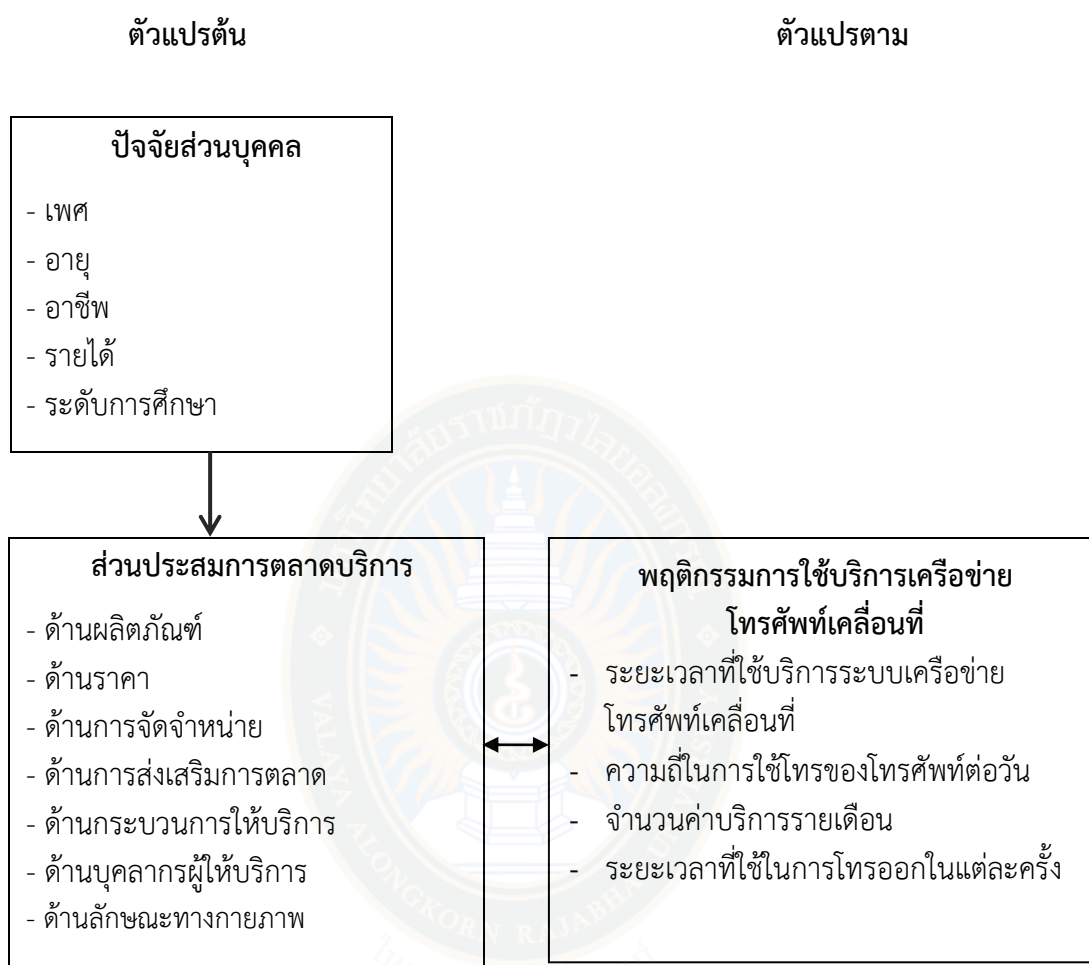 ตัวแปรต้น
ตัวแปรตาม
ปัจจัยส่วนบุคคล
- เพศ
- อายุ
- อาชีพ
- รายได้
- ระดับการศึกษา
ส่วนประสมการตลาดบริการ
- ด้านผลิตภัณฑ์
- ด้านราคา
- ด้านการจัดจำหน่าย
- ด้านการส่งเสริมการตลาด
- ด้านกระบวนการให้บริการ
- ด้านบุคลากรผู้ให้บริการ
- ด้านลักษณะทางกายภาพ
พฤติกรรมการใช้บริการเครือข่าย
โทรศัพท์เคลื่อนที่
- ระยะเวลาที่ใช้บริการระบบเครือข่าย
โทรศัพท์เคลื่อนที่
- ความถี่ในการใช้โทรของโทรศัพท์ต่อวัน
- จำนวนค่าบริการรายเดือน
- ระยะเวลาที่ใช้ในการโทรออกในแต่ละครั้ง
VALAYA ALONGKORN RAJABHA